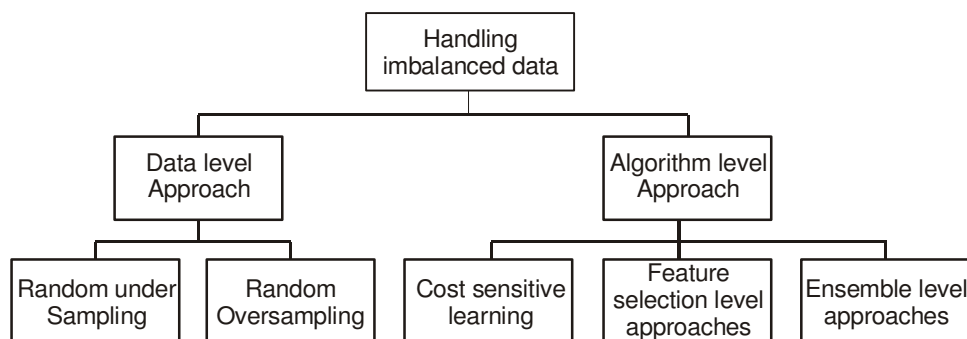 Handling
imbalanced data
Data level
Approach
Algorithm level
Approach
Random under
Sampling
Random
Oversampling
Cost sensitive
learning
Feature
selection level
approaches
Ensemble level
approaches